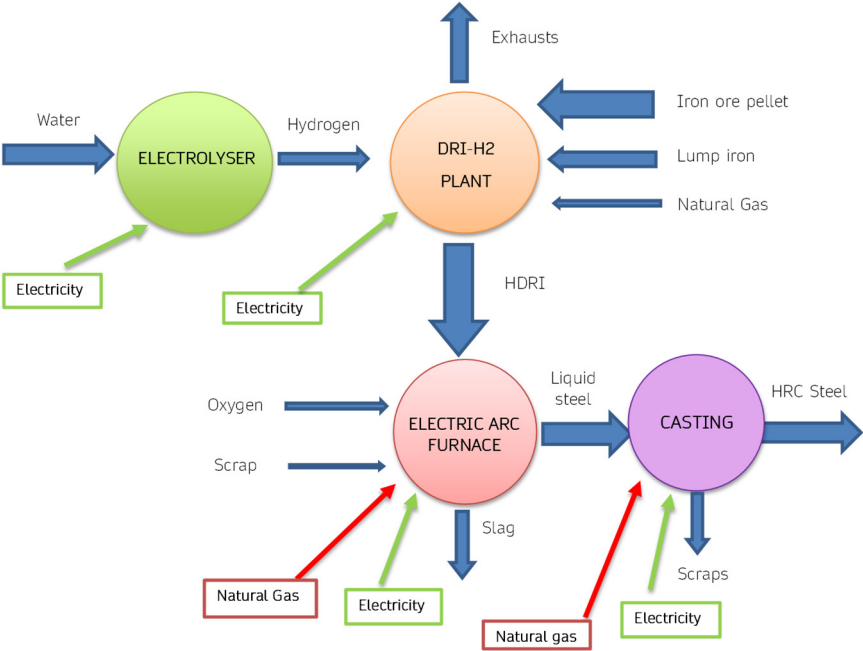 Exhausts
Water
Hydrogen
Iron ore pellet
ELECTROLYSER
DRI-H2
PLANT
Lump iron
Natural Gas
Electricity
Electricity
HDRI
Oxygen
Scrap
ELECTRIC ARC
FURNACE
Liquid
steel
CASTING
HRC Steel
Slag
Scraps
Natural Gas
Electricity
Natural gas
Electricity